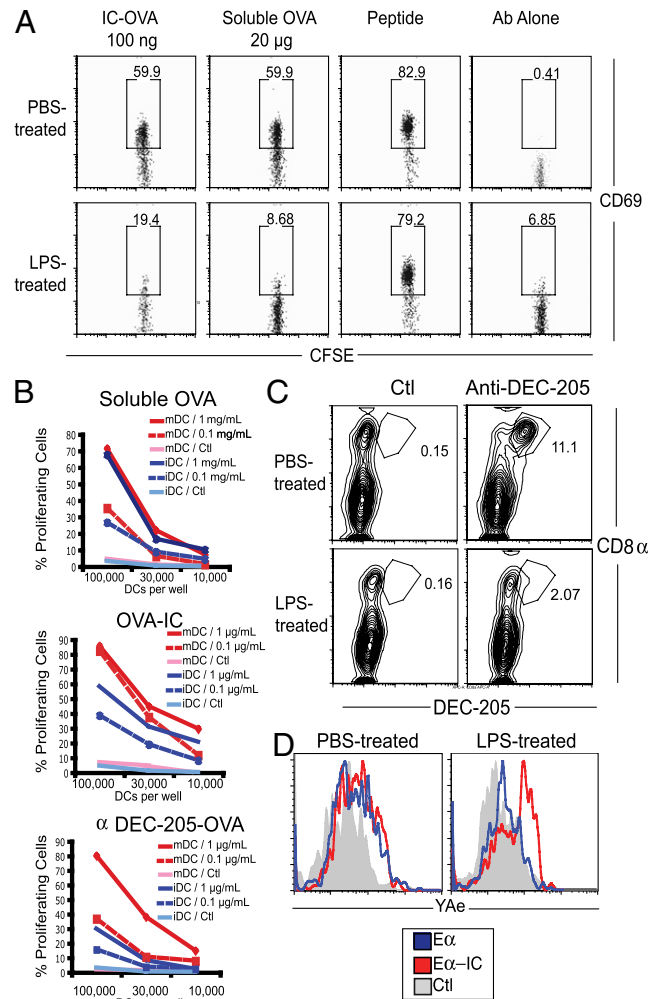 A
IC-OVA 100 ng
Soluble OVA 20 µg
Peptide
Ab Alone
PBS-treated
59.9
59.9
82.9
0.41
LPS-treated
19.4
8.68
79.2
6.85
CD69
CFSE
B
Soluble OVA
mDC / 1 mg/mL
mDC / 0.1 mg/mL
mDC / Ctl
iDC / 1 mg/mL
iDC / 0.1 mg/mL
iDC / Ctl
% Proliferating Cells
80
70
60
50
40
30
20
10
0
100,000 30,000 10,000
DCs per well
OVA-IC
mDC / 1 µg/mL
mDC / 0.1 µg/mL
mDC / Ctl
iDC / 1 µg/mL
iDC / 0.1 µg/mL
iDC / Ctl
% Proliferating Cells
90
80
70
60
50
40
30
20
10
0
100,000 30,000 10,000
DCs per well
α DEC-205-OVA
mDC / 1 µg/mL
mDC / 0.1 µg/mL
mDC / Ctl
iDC / 1 µg/mL
iDC / 0.1 µg/mL
iDC / Ctl
% Proliferating Cells
90
80
70
60
50
40
30
20
10
0
100,000 30,000 10,000
DCs per well
C
Ctl
Anti-DEC-205
PBS-treated
0.15
11.1
LPS-treated
0.16
2.07
CD8α
DEC-205
D
PBS-treated
LPS-treated
YAe
Eα
Eα–IC
Ctl